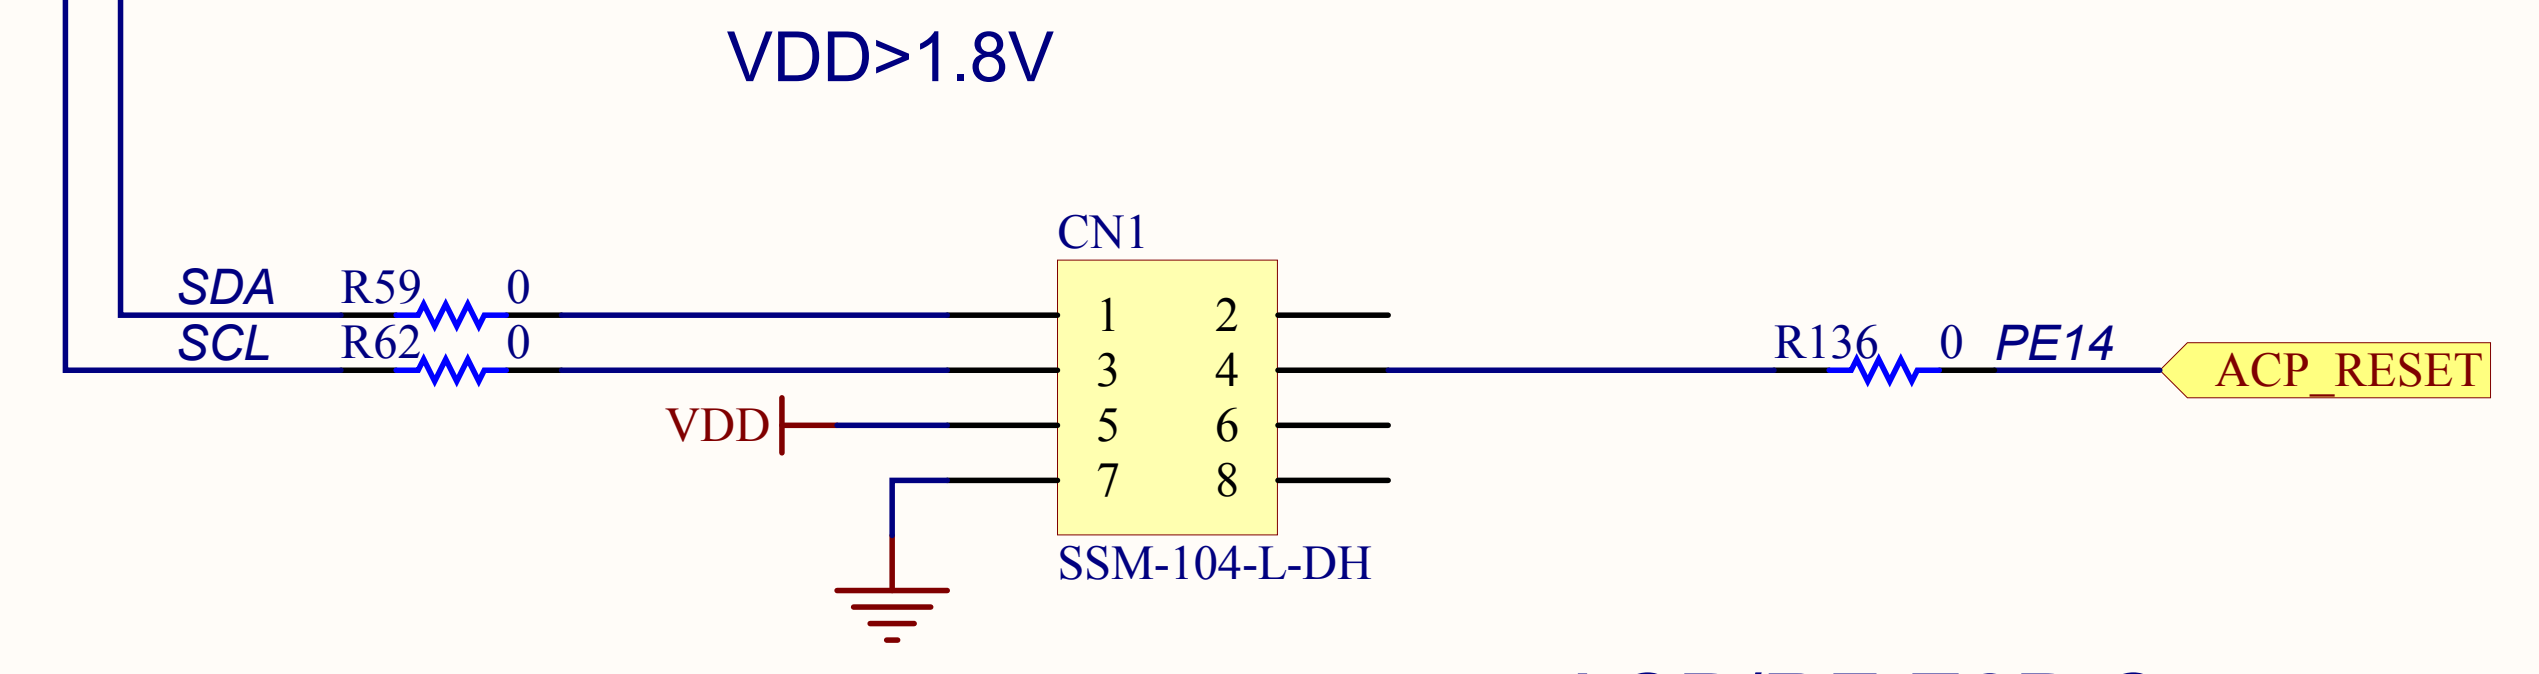 VDD>1.8V
CN1
SDA R59 0
SCL R62 0
1 2
3 4
5 6
7 8
VDD
R136 0 PE14
ACP_RESET
SSM-104-L-DH